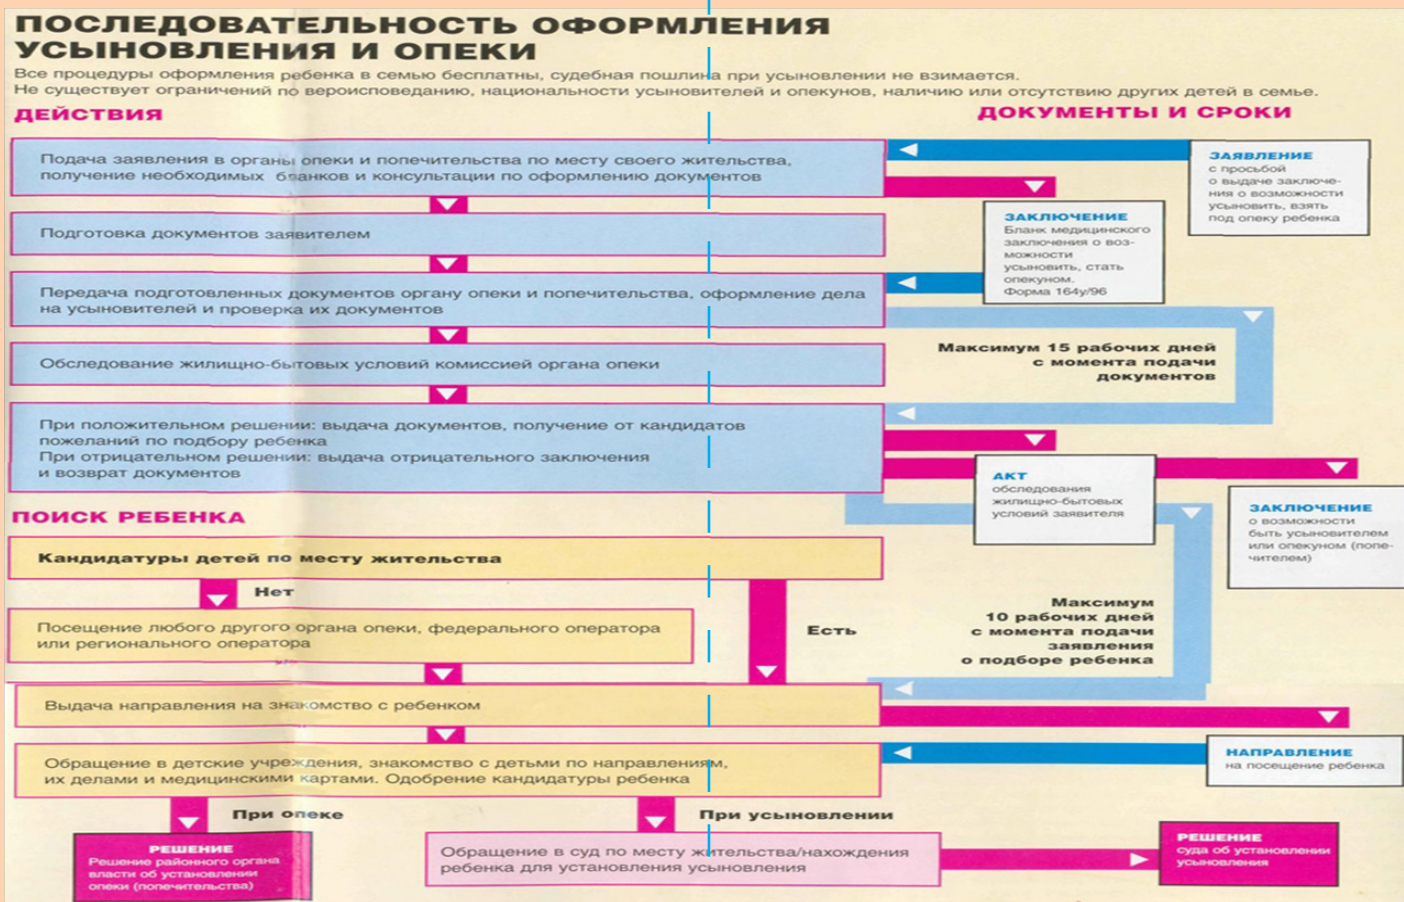 ПОСЛЕДОВАТЕЛЬНОСТЬ ОФОРМЛЕНИЯ
УСЫНОВЛЕНИЯ И ОПЕКИ
Все процедуры оформления ребенка в семью бесплатны, судебная пошлина при усыновлении не взимается.
Не существует ограничений по вероисповеданию, национальности усыновителей и опекунов, наличию или отсутствию других детей в семье.
ДЕЙСТВИЯ
ДОКУМЕНТЫ И СРОКИ
Подача заявления в органы опеки и попечительства по месту своего жительства,
получение необходимых бланков и консультации по оформлению документов
ЗАЯВЛЕНИЕ
с просьбой
о выдаче заключе-
ния о возможности
усыновить, взять
под опеку ребенка
Подготовка документов заявителем
ЗАКЛЮЧЕНИЕ
Бланк медицинского
заключения о воз-
можности
усыновить, стать
опекуном.
Форма 164у/96
Передача подготовленных документов органу опеки и попечительства, оформление дела
на усыновителей и проверка их документов
Максимум 15 рабочих дней
с момента подачи
документов
Обследование жилищно-бытовых условий комиссией органа опеки
При положительном решении: выдача документов, получение от кандидатов
пожеланий по подбору ребенка
При отрицательном решении: выдача отрицательного заключения
и возврат документов
АКТ
обследования
жилищно-бытовых
условий заявителя
ЗАКЛЮЧЕНИЕ
о возможности
быть усыновителем
или опекуном (попе-
чителем)
ПОИСК РЕБЕНКА
Кандидатуры детей по месту жительства
Нет
Есть
Максимум
10 рабочих дней
с момента подачи
заявления
о подборе ребенка
Посещение любого другого органа опеки, федерального оператора
или регионального оператора
Выдача направления на знакомство с ребенком
НАПРАВЛЕНИЕ
на посещение ребенка
Обращение в детские учреждения, знакомство с детьми по направлениям,
их делами и медицинскими картами. Одобрение кандидатуры ребенка
При опеке
При усыновлении
РЕШЕНИЕ
Решение районного органа
власти об установлении
опеки (попечительства)
Обращение в суд по месту жительства/нахождения
ребенка для установления усыновления
РЕШЕНИЕ
суда об установлении
усыновления